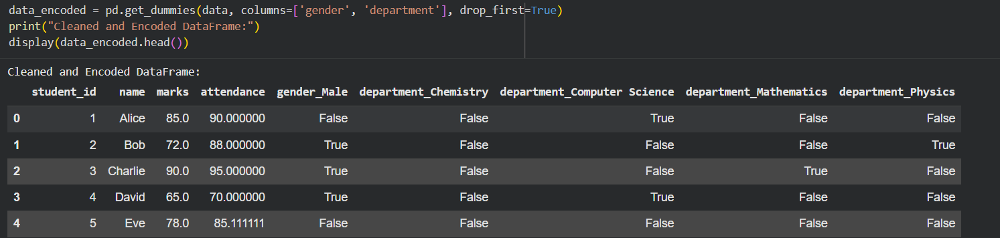 data_encoded = pd.get_dummies(data, columns=['gender', 'department'], drop_first=True)
print("Cleaned and Encoded DataFrame:")
display(data_encoded.head())
Cleaned and Encoded DataFrame:
student_id name marks attendance gender_Male department_Chemistry department_Computer Science department_Mathematics department_Physics
0 1 Alice 85.0 90.000000 False False True False False
1 2 Bob 72.0 88.000000 True False False False True
2 3 Charlie 90.0 95.000000 True False False True False
3 4 David 65.0 70.000000 True False True False False
4 5 Eve 78.0 85.111111 False False False False False